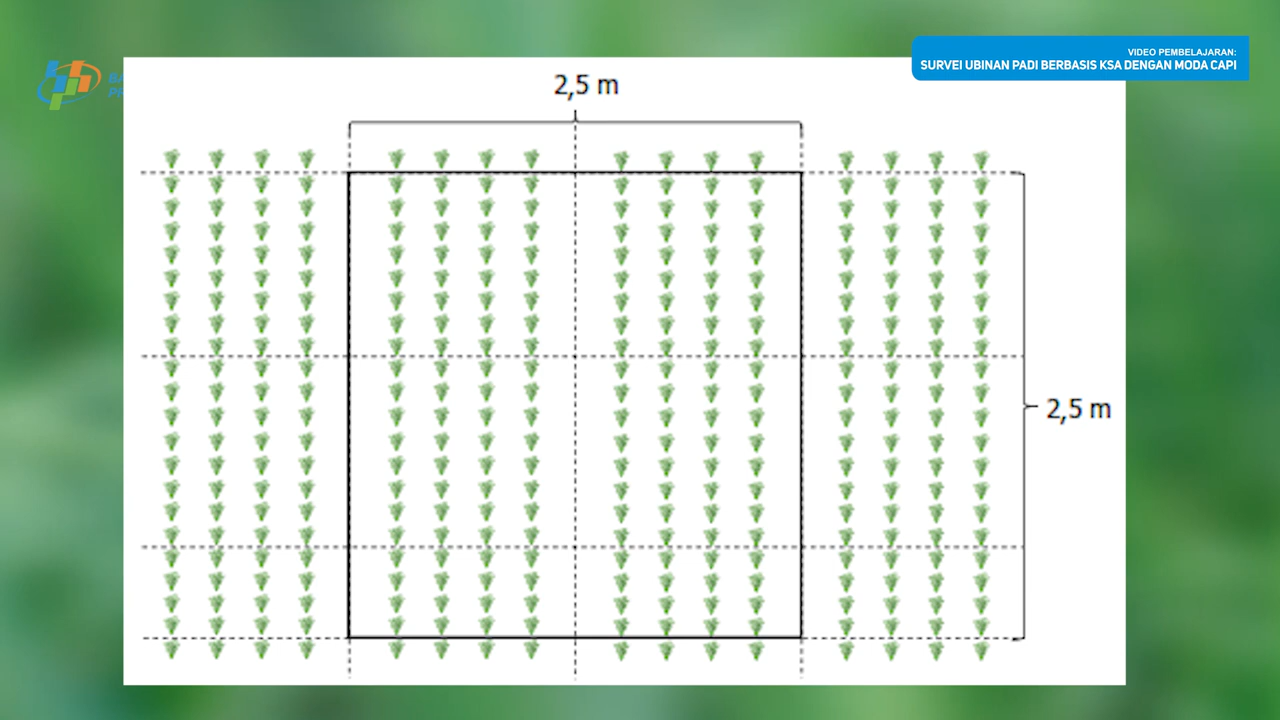 VIDEO PEMBELAJARAN:
SURVEI UBINAN PADI BERBASIS KSA DENGAN MODA CAPI
2,5 m
2,5 m